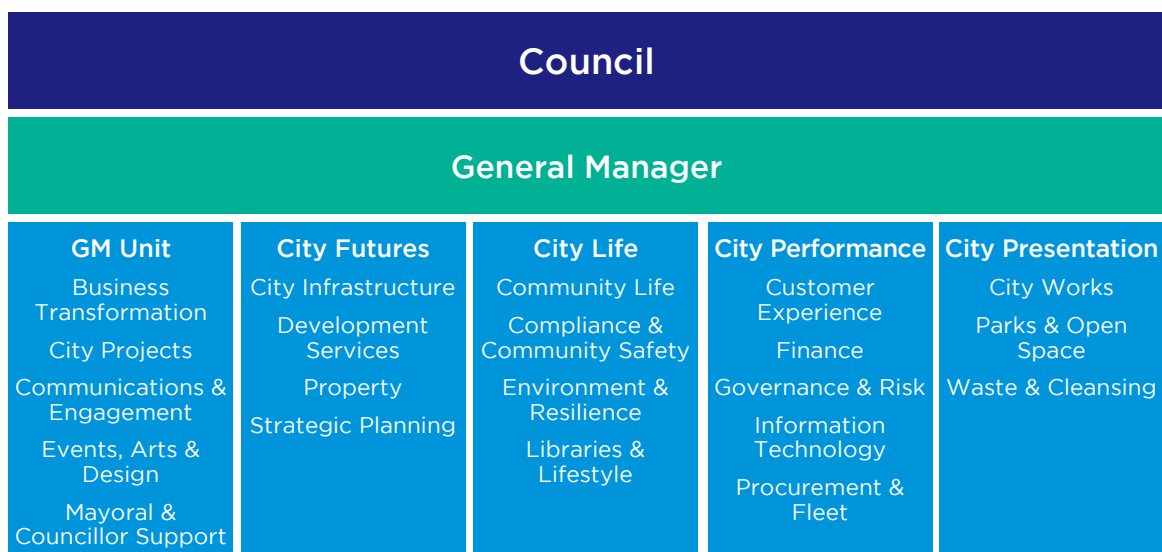 Council
General Manager
GM Unit
Business
Transformation
City Projects
Communications &
Engagement
Events, Arts &
Design
Mayoral &
Councillor Support
City Futures
City Infrastructure
Development
Services
Property
Strategic Planning
City Life
Community Life
Compliance &
Community Safety
Environment &
Resilience
Libraries &
Lifestyle
City Performance
Customer
Experience
Finance
Governance & Risk
Information
Technology
Procurement &
Fleet
City Presentation
City Works
Parks & Open
Space
Waste & Cleansing